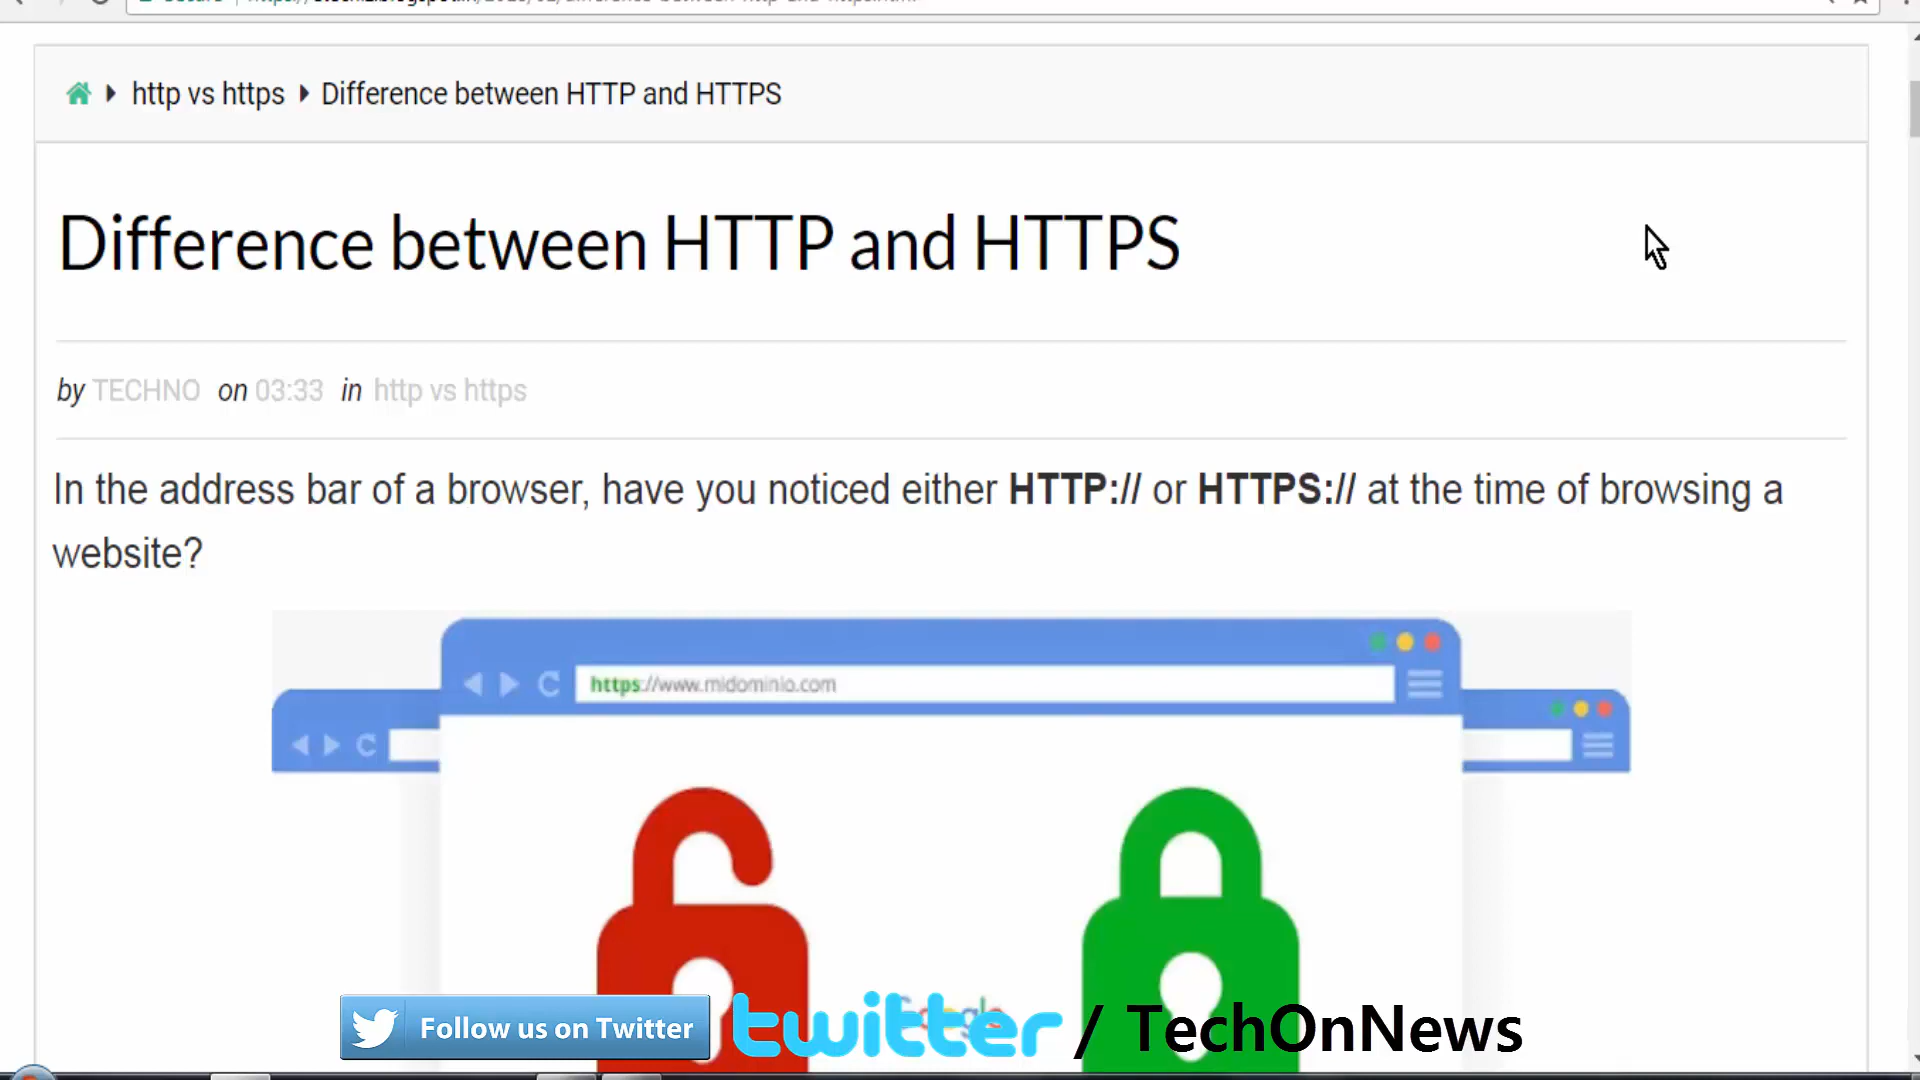 http vs https Difference between HTTP and HTTPS
Difference between HTTP and HTTPS
by TECHNO on 03:33 in http vs https
In the address bar of a browser, have you noticed either HTTP:// or HTTPS:// at the time of browsing a
website?
https://www.midominio.com
Follow us on Twitter twitter / TechOnNews